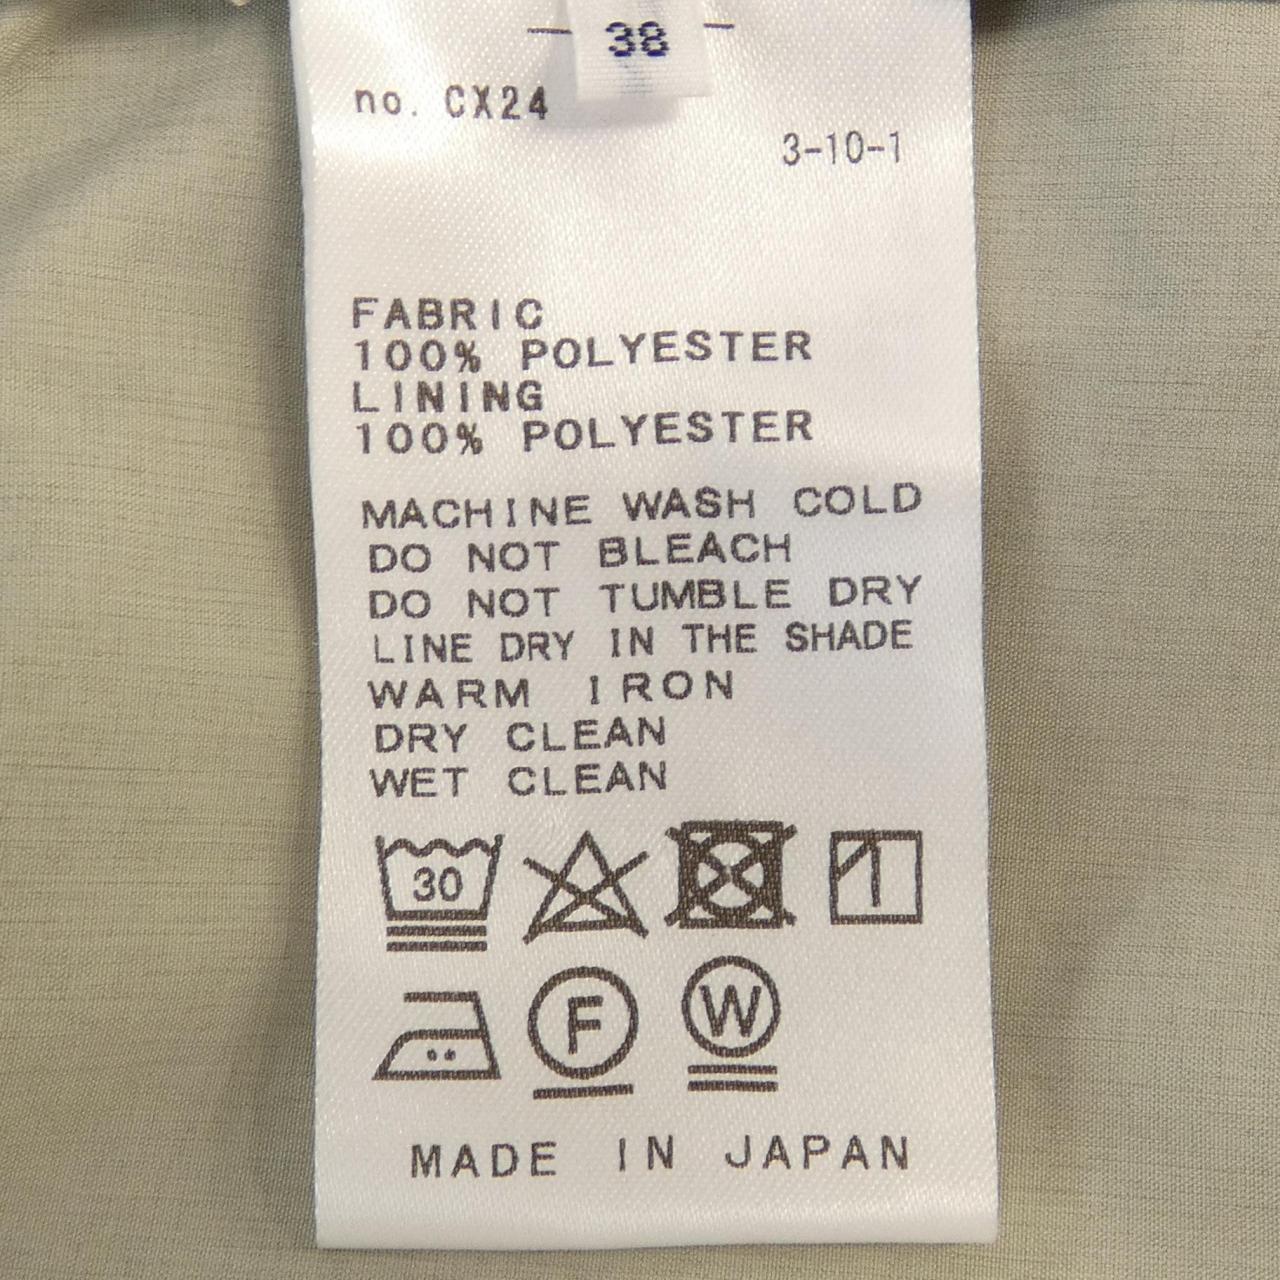 38
no. CX24
3-10-1
FABRIC
100% POLYESTER
LINING
100% POLYESTER
MACHINE WASH COLD
DO NOT BLEACH
DO NOT TUMBLE DRY
LINE DRY IN THE SHADE
WARM IRON
DRY CLEAN
WET CLEAN
30
F W
MADE IN JAPAN